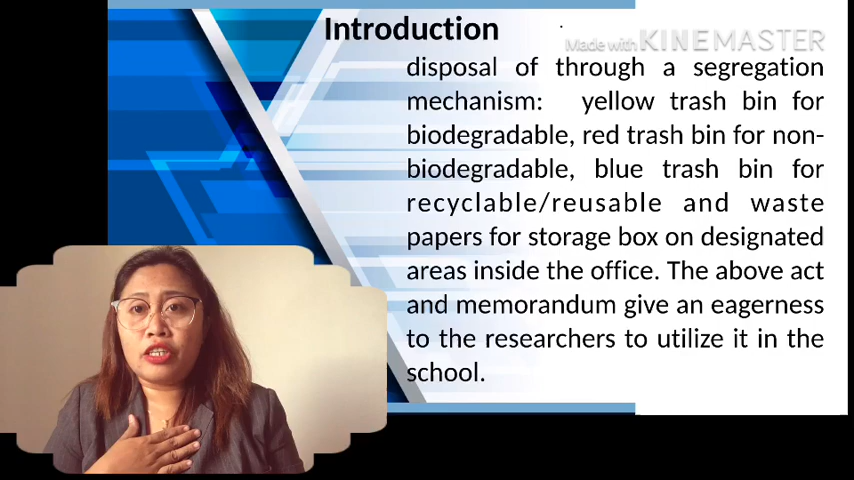 Introduction
Made with KINEMASTER
disposal of through a segregation
mechanism: yellow trash bin for
biodegradable, red trash bin for non-
biodegradable, blue trash bin for
recyclable/reusable and waste
papers for storage box on designated
areas inside the office. The above act
and memorandum give an eagerness
to the researchers to utilize it in the
school.